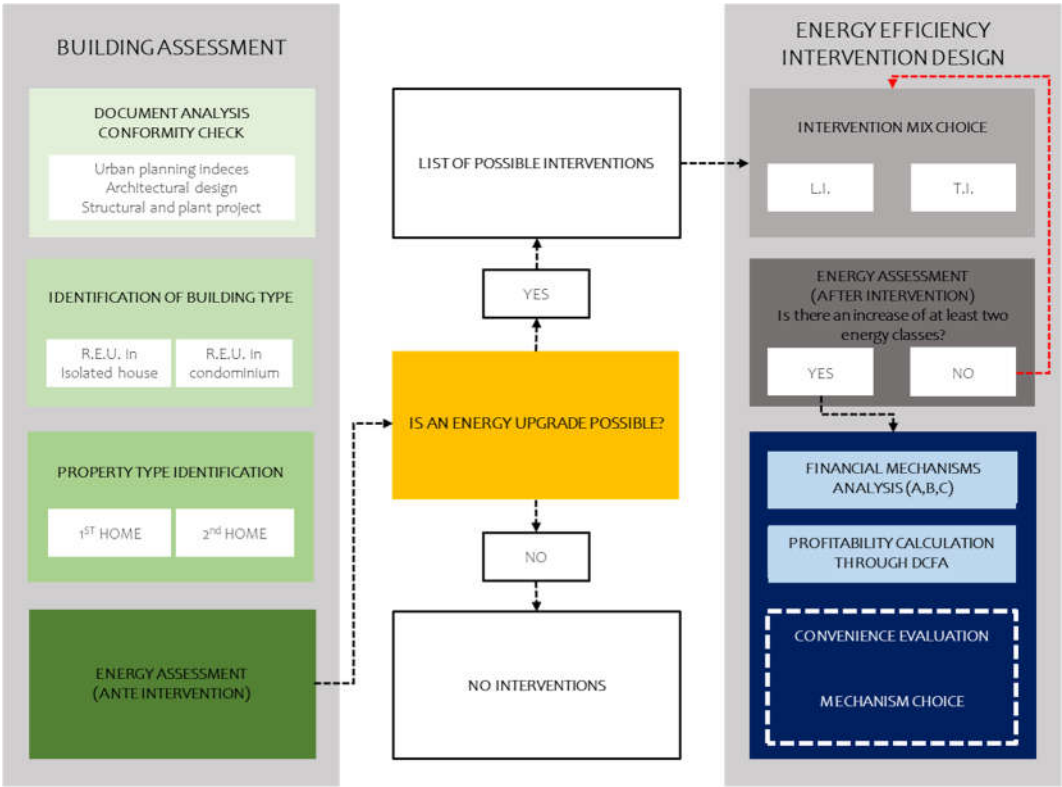 BUILDING ASSESSMENT
DOCUMENT ANALYSIS
CONFORMITY CHECK
Urban planning indeces
Architectural design
Structural and plant project
IDENTIFICATION OF BUILDING TYPE
R.E.U. in
isolated house
R.E.U. in
condominium
PROPERTY TYPE IDENTIFICATION
1ST HOME
2nd HOME
ENERGY ASSESSMENT
(ANTE INTERVENTION)
LIST OF POSSIBLE INTERVENTIONS
YES
IS AN ENERGY UPGRADE POSSIBLE?
NO
NO INTERVENTIONS
ENERGY EFFICIENCY
INTERVENTION DESIGN
INTERVENTION MIX CHOICE
L.I.
T.I.
ENERGY ASSESSMENT
(AFTER INTERVENTION)
Is there an increase of at least two
energy classes?
YES
NO
FINANCIAL MECHANISMS
ANALYSIS (A,B,C)
PROFITABILITY CALCULATION
THROUGH DCFA
CONVENIENCE EVALUATION
MECHANISM CHOICE